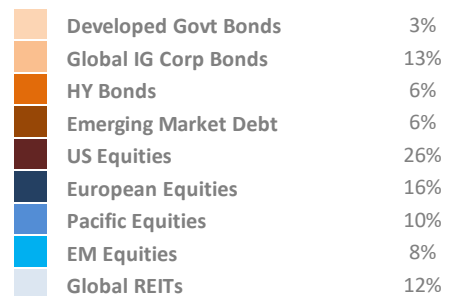 Developed Govt Bonds 3%
Global IG Corp Bonds 13%
HY Bonds 6%
Emerging Market Debt 6%
US Equities 26%
European Equities 16%
Pacific Equities 10%
EM Equities 8%
Global REITs 12%